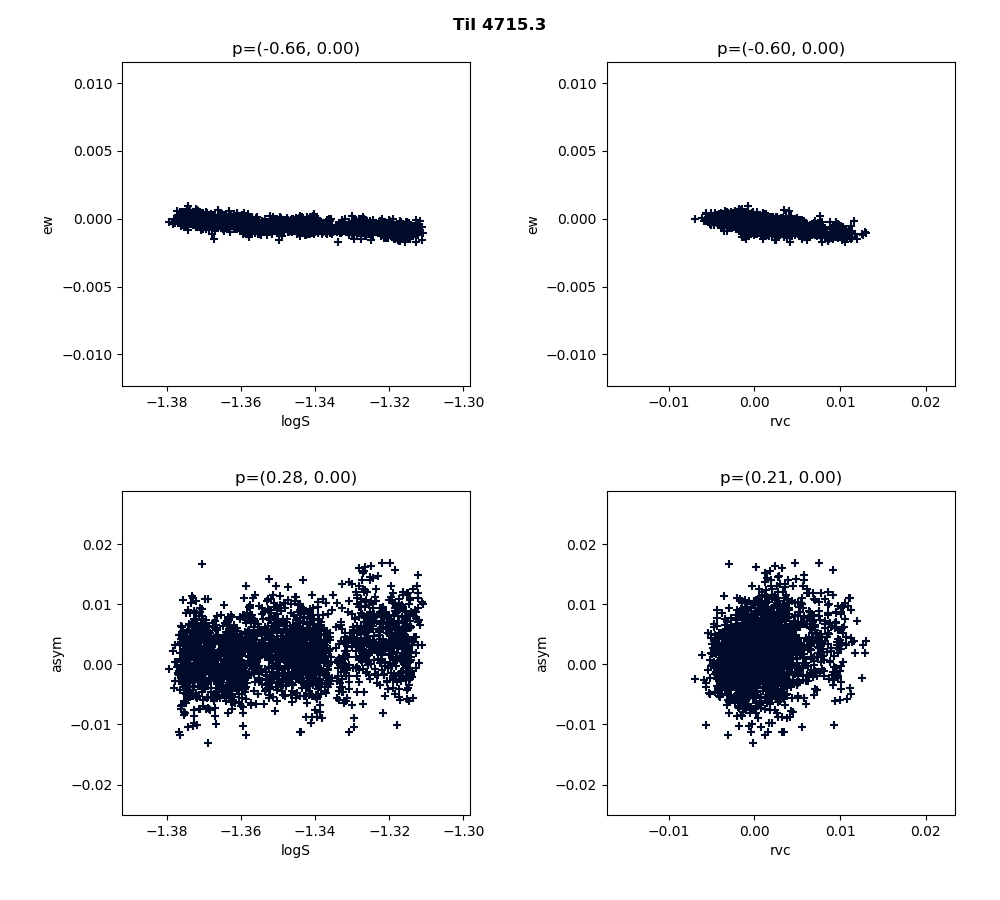 TiI 4715.3
p=(-0.66, 0.00)
0.010
0.005
0.000
−0.005
−0.010
ew
−1.38 −1.36 −1.34 −1.32 −1.30
logS
p=(-0.60, 0.00)
0.010
0.005
0.000
−0.005
−0.010
ew
−0.01 0.00 0.01 0.02
rvc
p=(0.28, 0.00)
0.02
0.01
0.00
−0.01
−0.02
asym
−1.38 −1.36 −1.34 −1.32 −1.30
logS
p=(0.21, 0.00)
0.02
0.01
0.00
−0.01
−0.02
asym
−0.01 0.00 0.01 0.02
rvc